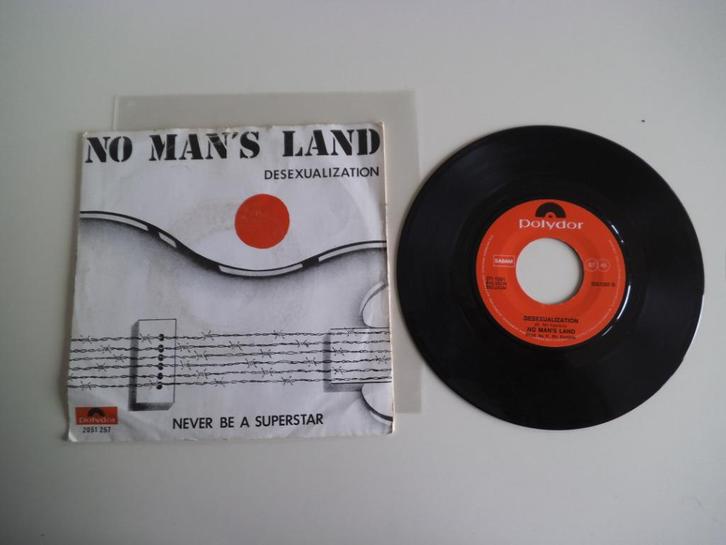 NO MAN'S LAND
DESEXUALIZATION
polydor
2051 257
NEVER BE A SUPERSTAR
polydor
SABAM
DESEXUALIZATION
NO MAN'S LAND